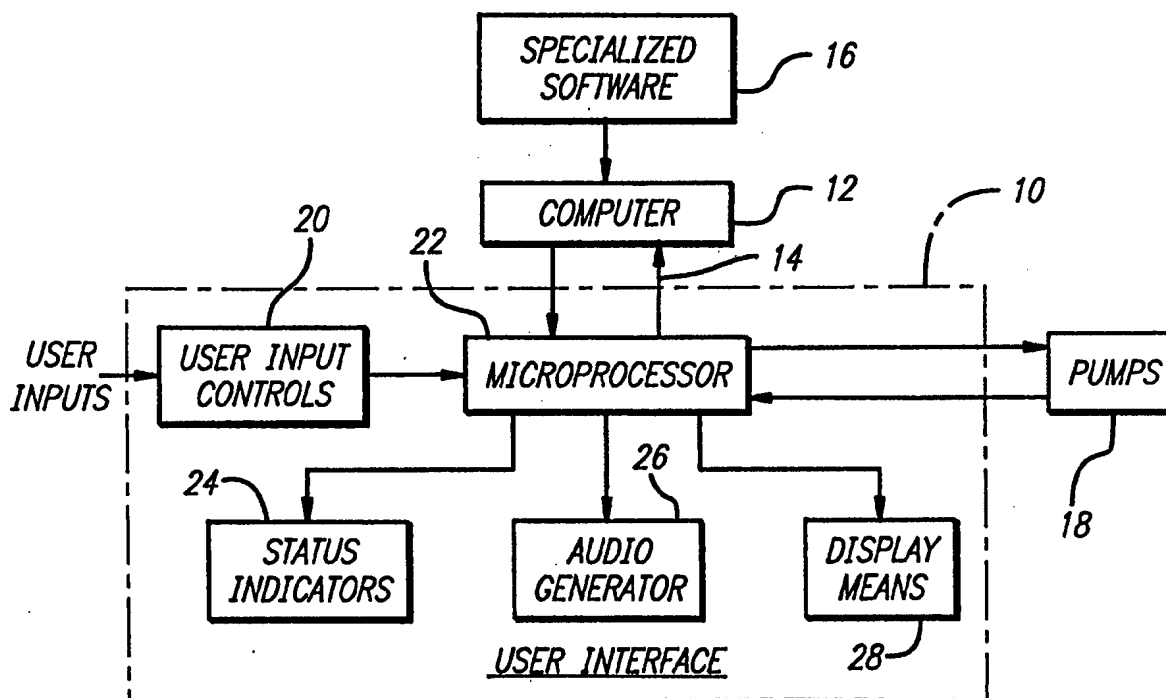 SPECIALIZED
SOFTWARE
16
COMPUTER
12
10
20
22
14
USER
INPUTS
USER INPUT
CONTROLS
MICROPROCESSOR
PUMPS
18
24
26
STATUS
INDICATORS
AUDIO
GENERATOR
DISPLAY
MEANS
28
USER INTERFACE